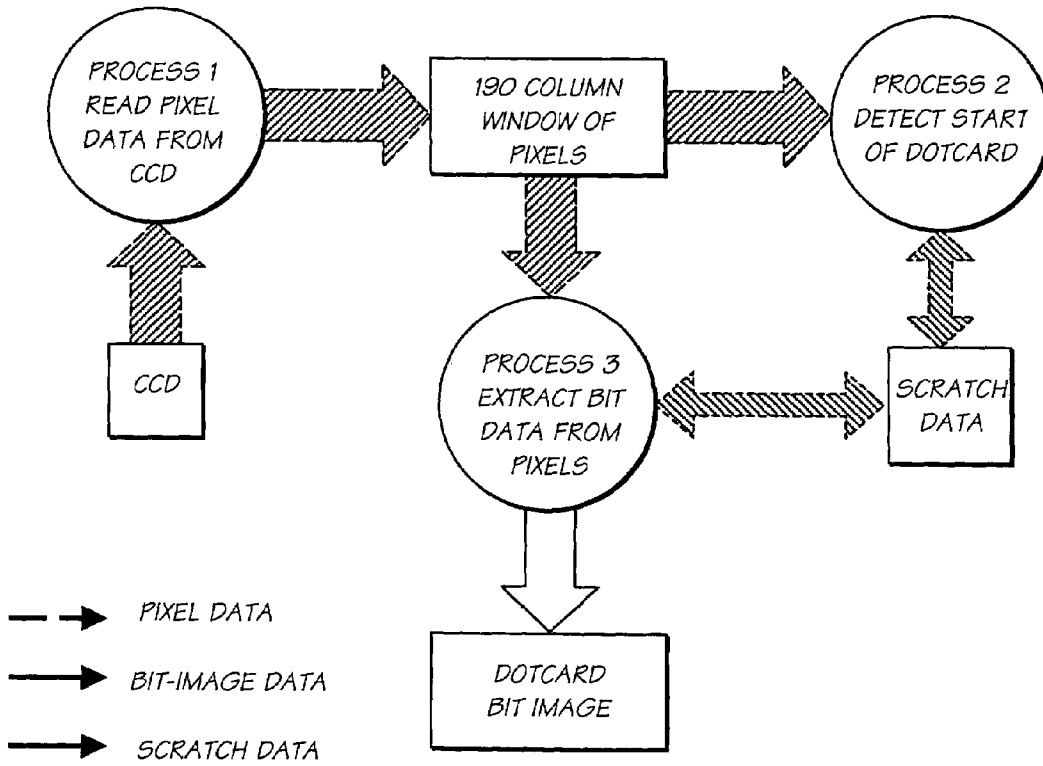 PROCESS 1
READ PIXEL
DATA FROM
CCD
190 COLUMN
WINDOW OF
PIXELS
PROCESS 2
DETECT START
OF DOTCARD
CCD
PROCESS 3
EXTRACT BIT
DATA FROM
PIXELS
SCRATCH
DATA
PIXEL DATA
BIT-IMAGE DATA
SCRATCH DATA
DOTCARD
BIT IMAGE